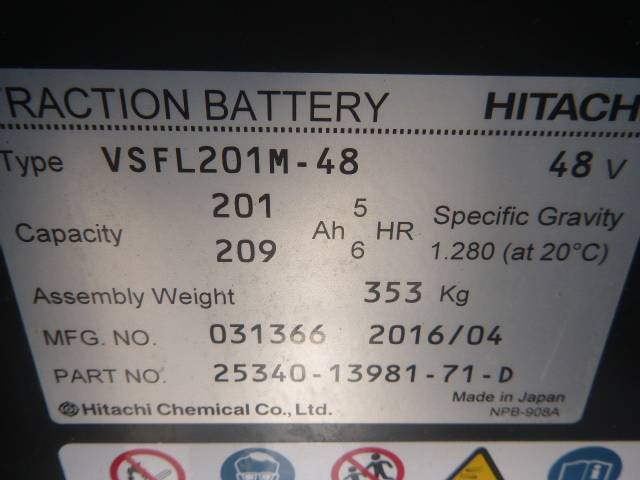 TRACTION BATTERY HITACHI
Type VSFL201M-48 48 V
Capacity 201 209 Ah 5 6 HR
Specific Gravity
1.280 (at 20°C)
Assembly Weight 353 Kg
MFG. NO. 031366 2016/04
PART NO. 25340-13981-71-D
Made in Japan
Hitachi Chemical Co., Ltd. NPB-908A